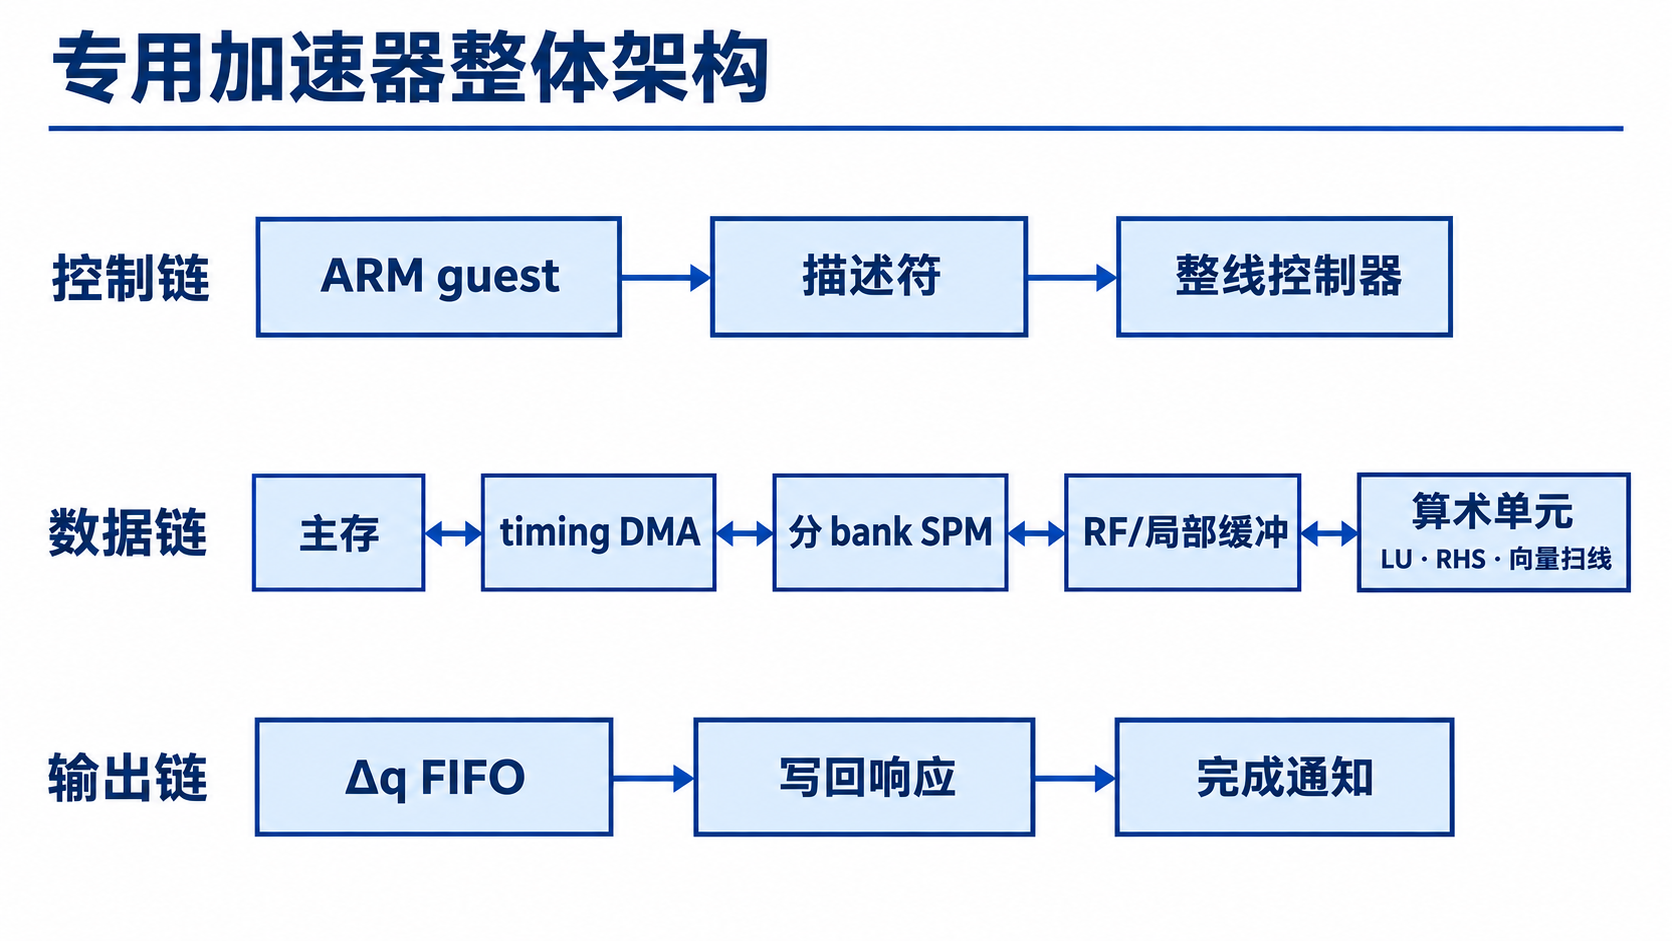 专用加速器整体架构
控制链
ARM guest
描述符
整线控制器
数据链
主存
timing DMA
分 bank SPM
RF/局部缓冲
算术单元
LU · RHS · 向量扫线
输出链
Δq FIFO
写回响应
完成通知